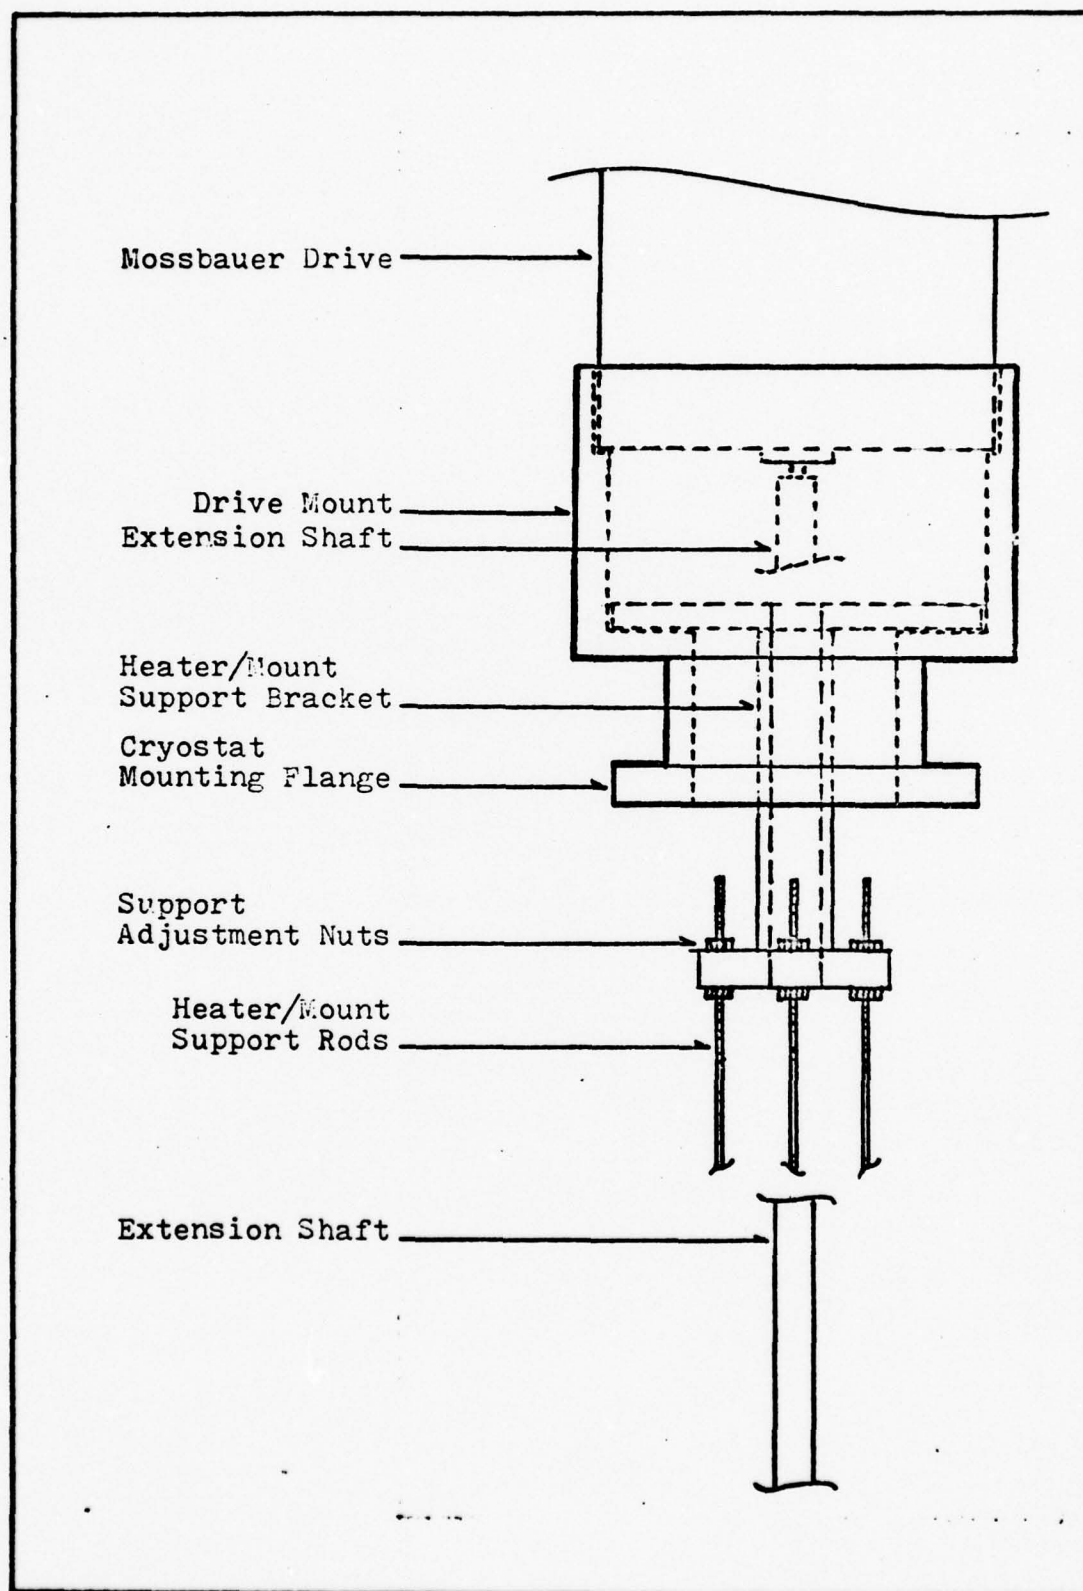 Mossbauer Drive
Drive Mount
Extension Shaft
Heater/Mount
Support Bracket
Cryostat
Mounting Flange
Support
Adjustment Nuts
Heater/Mount
Support Rods
Extension Shaft